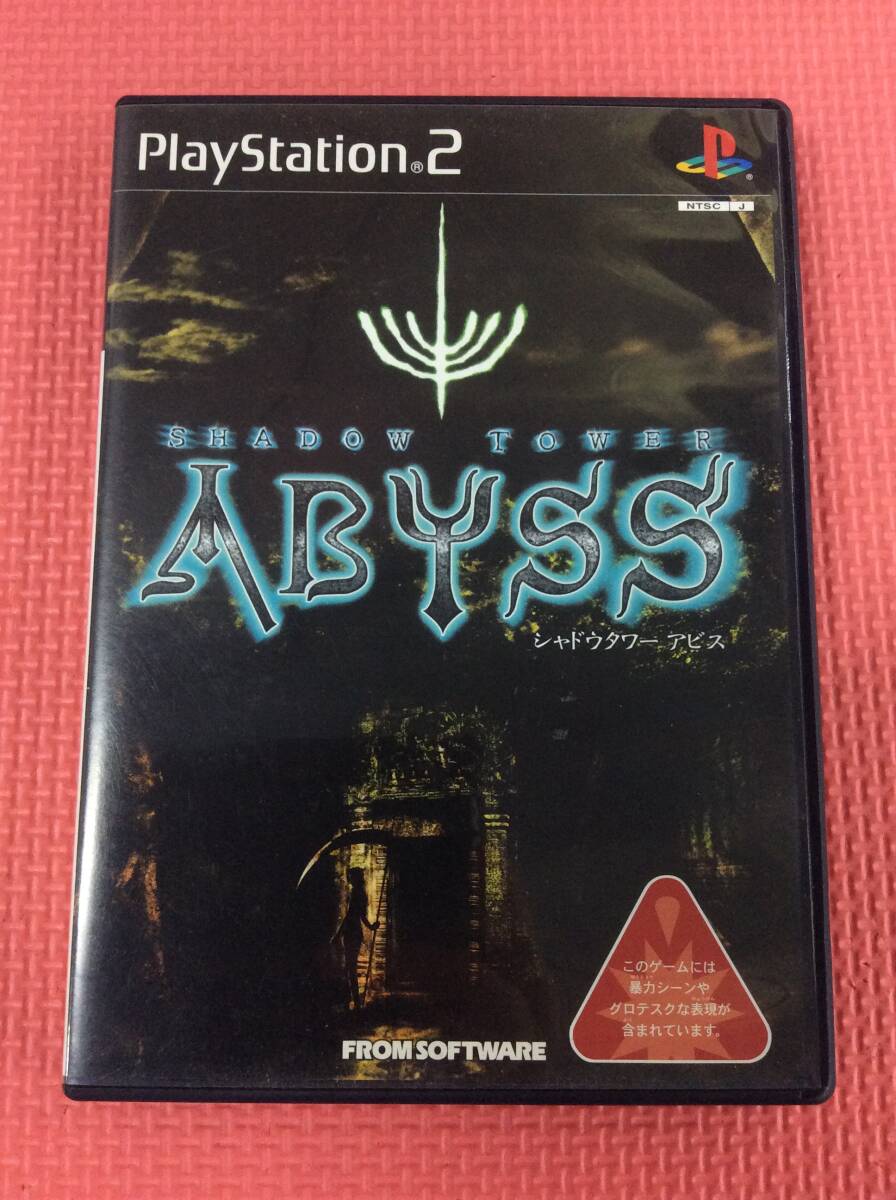 PlayStation®2
NTSC J
SHADOW TOWER
ABYSS
シャドウタワー アビス
このゲームには
暴力シーンや
グロテスクな表現が
含まれています。
FROMSOFTWARE